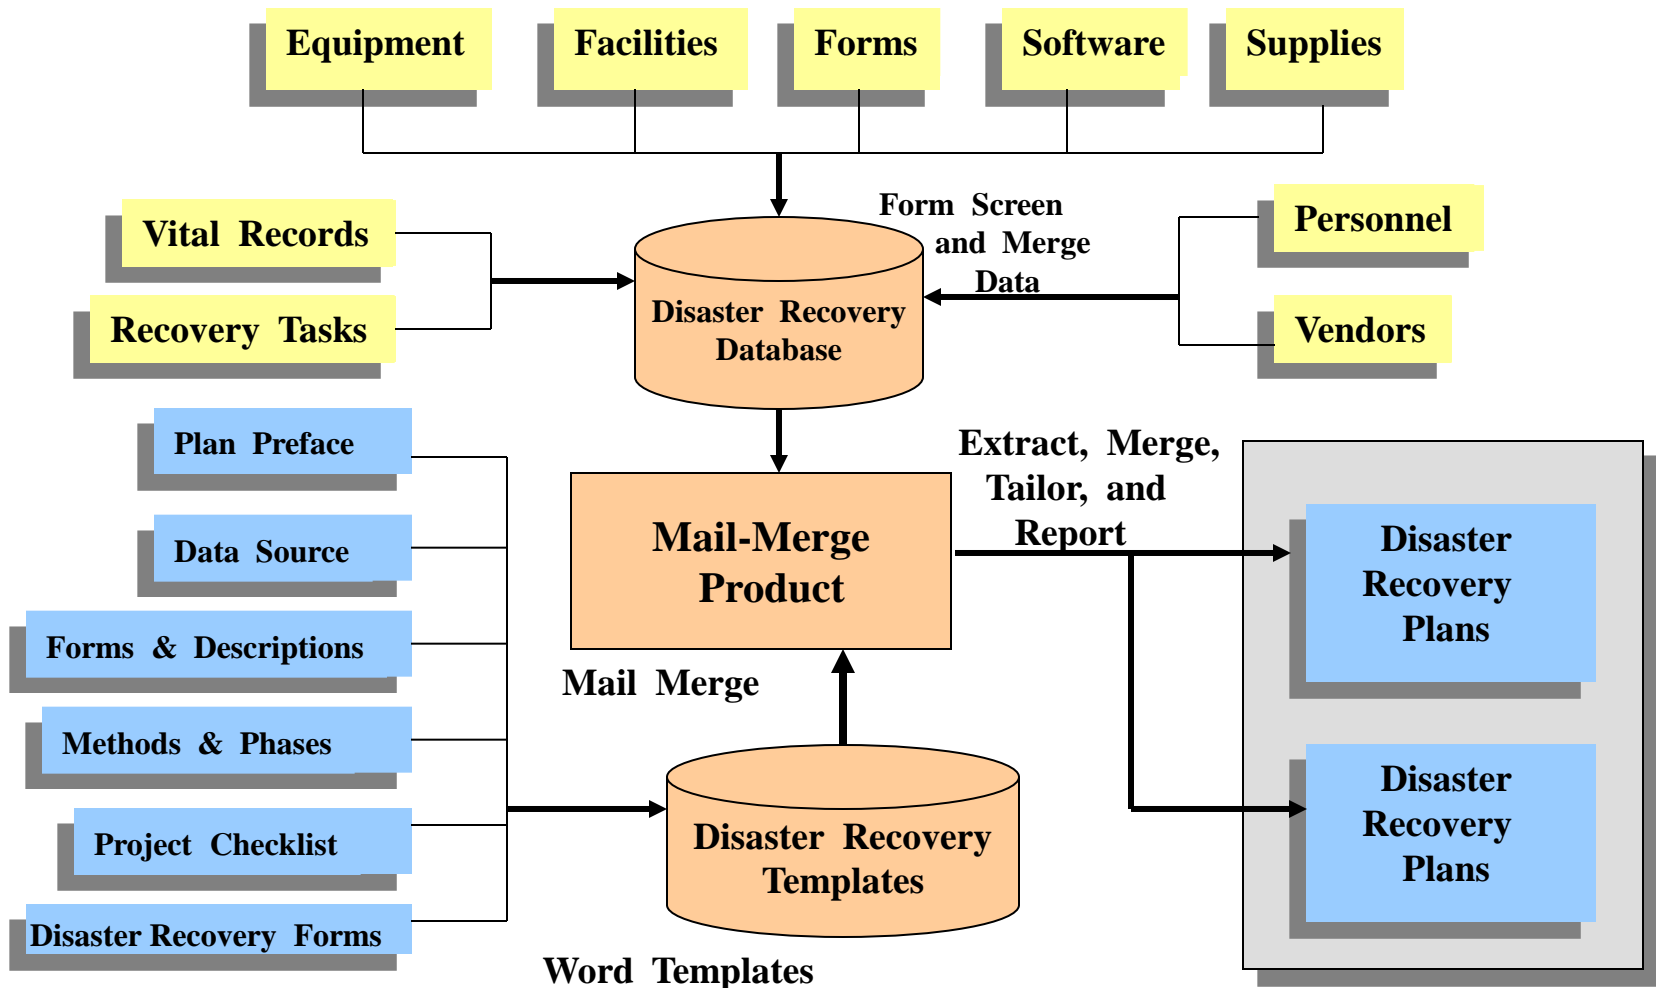 Equipment
Facilities
Forms
Software
Supplies
Vital Records
Recovery Tasks
Form Screen
and Merge
Data
Personnel
Vendors
Disaster Recovery
Database
Plan Preface
Data Source
Forms & Descriptions
Methods & Phases
Project Checklist
Disaster Recovery Forms
Mail-Merge
Product
Extract, Merge,
Tailor, and
Report
Mail Merge
Disaster Recovery
Templates
Word Templates
Disaster
Recovery
Plans
Disaster
Recovery
Plans